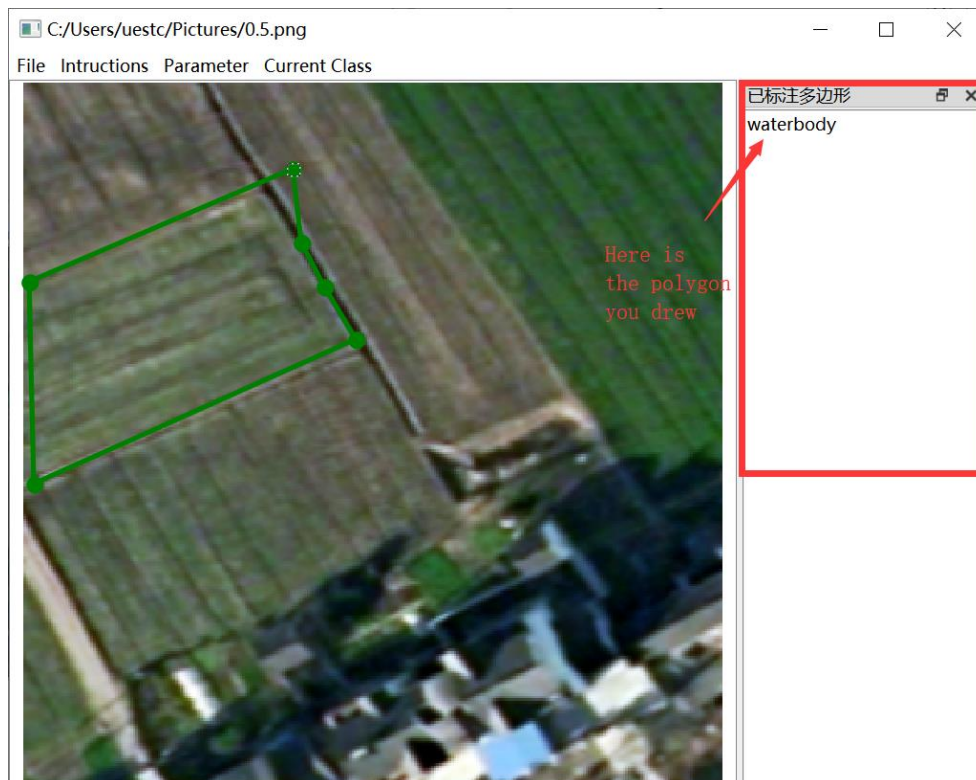 C:/Users/uestc/Pictures/0.5.png
File Intructions Parameter Current Class
已标注多边形
waterbody
Here is
the polygon
you drew